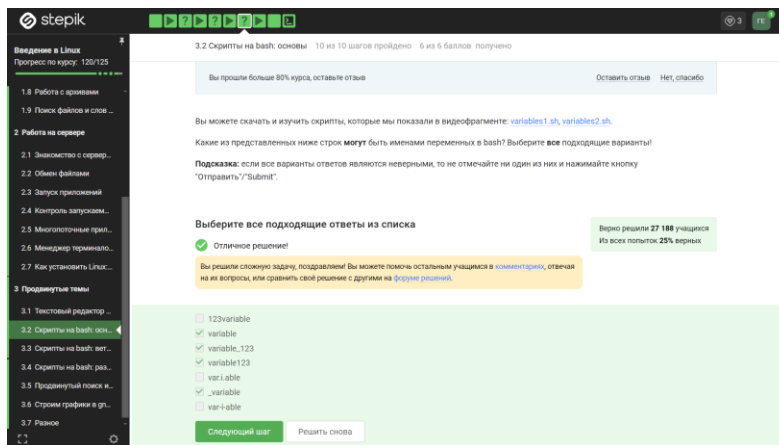 stepik
3
ГЕ
Введение в Linux
Прогресс по курсу: 120/125
1.8 Работа с архивами
1.9 Поиск файлов и слов ...
2 Работа на сервере
2.1 Знакомство с сервер...
2.2 Обмен файлами
2.3 Запуск приложений
2.4 Контроль запускаем...
2.5 Многопоточные прил...
2.6 Менеджер терминало...
2.7 Как установить Linux:...
3 Продвинутые темы
3.1 Текстовый редактор ...
3.2 Скрипты на bash: осн...
3.3 Скрипты на bash: вет...
3.4 Скрипты на bash: раз...
3.5 Продвинутый поиск и...
3.6 Строим графики в gn...
3.7 Разное
3.2 Скрипты на bash: основы 10 из 10 шагов пройдено 6 из 6 баллов получено
Вы прошли больше 80% курса, оставьте отзыв Оставить отзыв Нет, спасибо
Вы можете скачать и изучить скрипты, которые мы показали в видеофрагменте: variables1.sh, variables2.sh.
Какие из представленных ниже строк могут быть именами переменных в bash? Выберите все подходящие варианты!
Подсказка: если все варианты ответов являются неверными, то не отмечайте ни один из них и нажимайте кнопку
"Отправить"/"Submit".
Выберите все подходящие ответы из списка
Отличное решение!
Верно решили 27 188 учащихся
Из всех попыток 25% верных
Вы решили сложную задачу, поздравляем! Вы можете помочь остальным учащимся в комментариях, отвечая
на их вопросы, или сравнить своё решение с другими на форуме решений.
123variable
variable
variable_123
variable123
var.i.able
_variable
var-i-able
Следующий шаг Решить снова